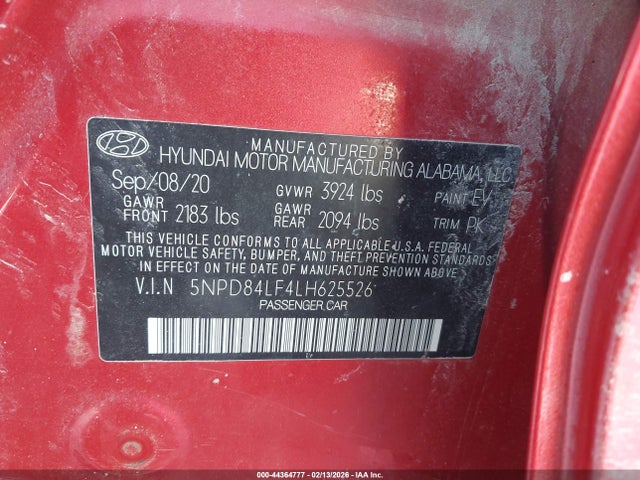 MANUFACTURED BY
HYUNDAI MOTOR MANUFACTURING ALABAMA, LLC
Sep/08/20 GVWR 3924 lbs PAINT EV
GAWR FRONT 2183 lbs GAWR REAR 2094 lbs TRIM PK
THIS VEHICLE CONFORMS TO ALL APPLICABLE U.S.A. FEDERAL
MOTOR VEHICLE SAFETY, BUMPER, AND THEFT PREVENTION STANDARDS
IN EFFECT ON THE DATE OF MANUFACTURE SHOWN ABOVE.
V.I.N 5NPD84LF4LH625526
PASSENGER CAR
EV
000-44364777 - 02/13/2026 - IAAI.COM